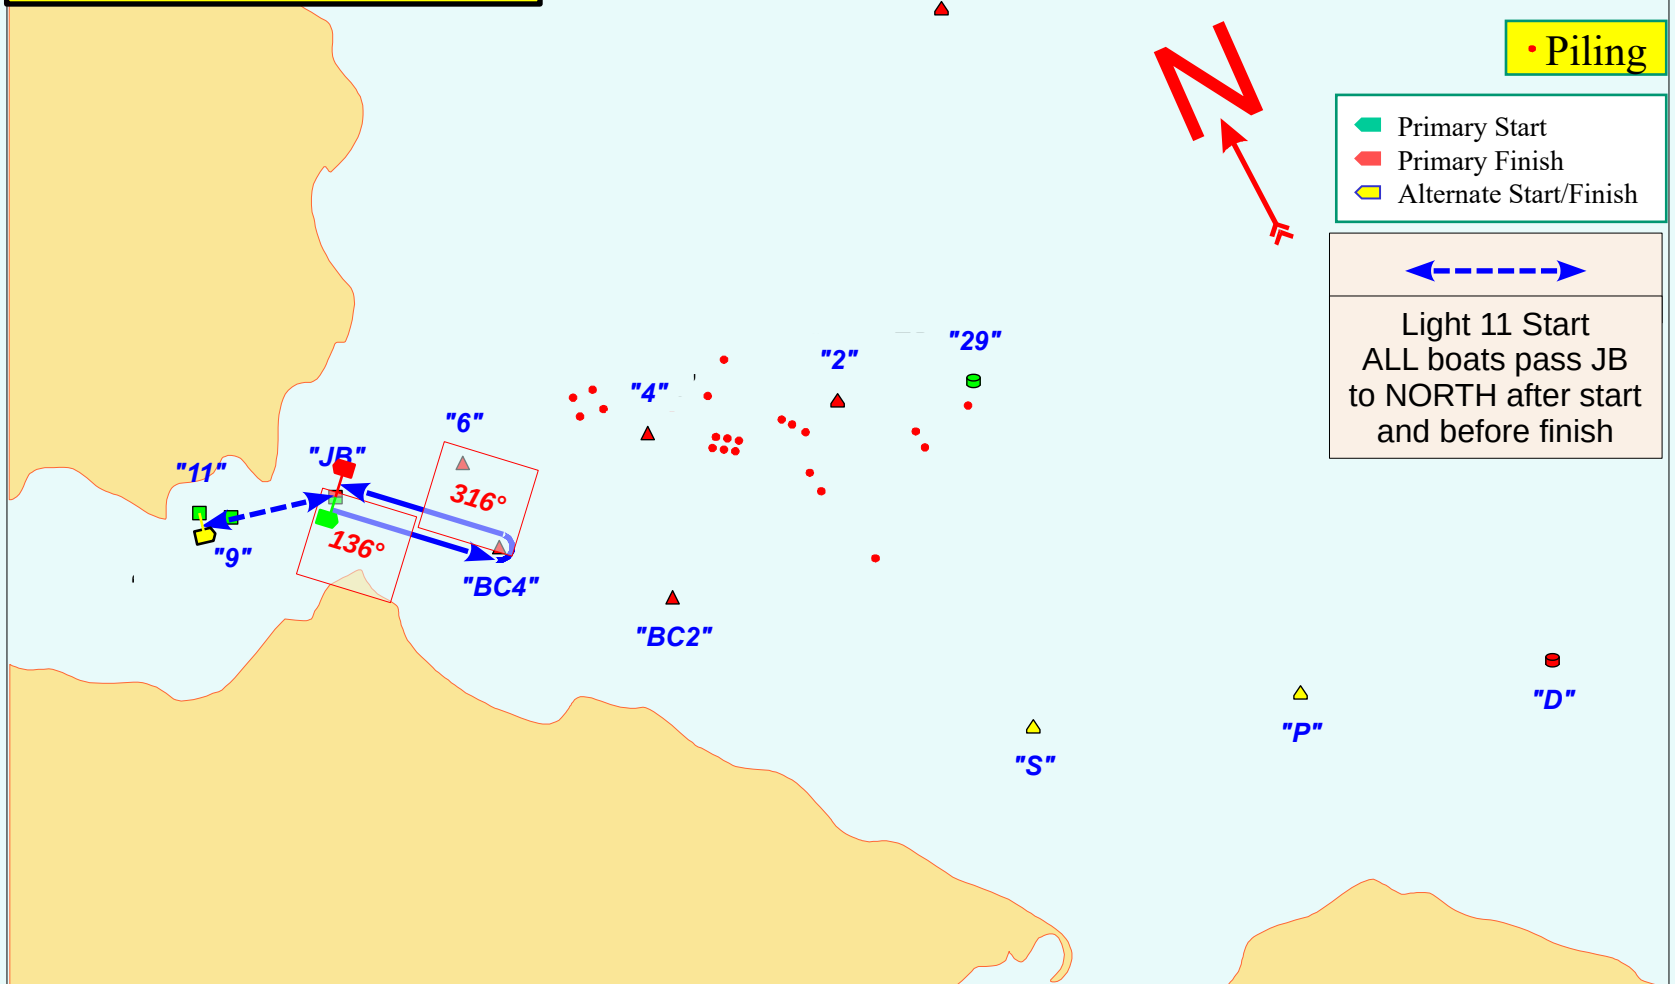 N
Piling
Primary Start
Primary Finish
Alternate Start/Finish
Light 11 Start
ALL boats pass JB
to NORTH after start
and before finish
"29"
"2"
"4"
"6"
"JB"
"11"
316°
136°
"9"
"BC4"
"BC2"
"D"
"P"
"S"